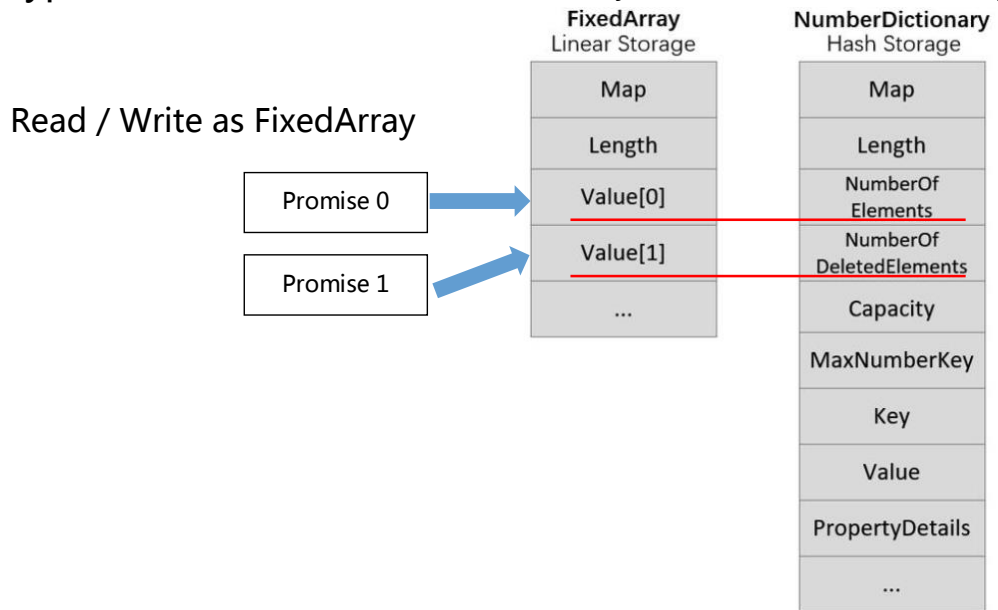 FixedArray
Linear Storage
NumberDictionary
Hash Storage
Read / Write as FixedArray
Promise 0
Promise 1
Map
Length
Value[0]
Value[1]
...
Map
Length
NumberOf
Elements
NumberOf
DeletedElements
Capacity
MaxNumberKey
Key
Value
PropertyDetails
...